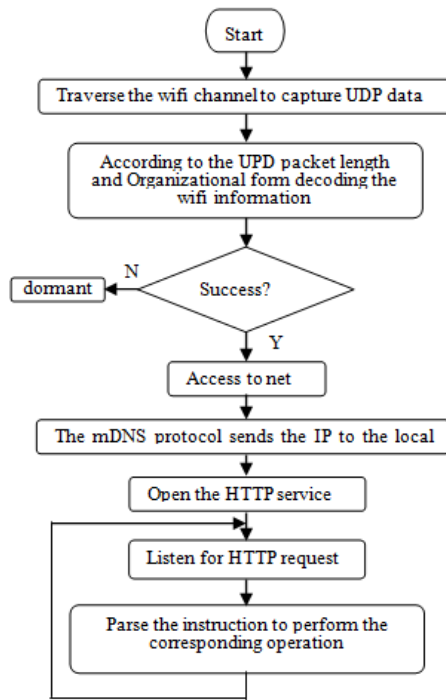 Start
Traverse the wifi channel to capture UDP data
According to the UPD packet length
and Organizational form decoding the
wifi information
N
dormant
Success?
Y
Access to net
The mDNS protocol sends the IP to the local
Open the HTTP service
Listen for HTTP request
Parse the instruction to perform the
corresponding operation